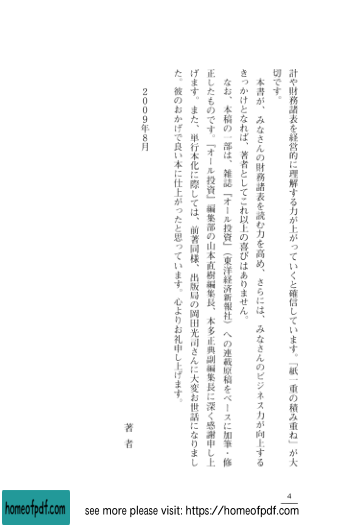 計や財務諸表を経営的に理解する力が上がっていくと確信しています。「紙一重の積み重ね」が大
切です。
本書が、みなさんの財務諸表を読む力を高め、さらには、みなさんのビジネス力が向上する
きっかけとなれば、著者としてこれ以上の喜びはありません。
なお、本稿の一部は、雑誌『オール投資』（東洋経済新報社）への連載原稿をベースに加筆・修
正したものです。『オール投資』編集部の山本直樹編集長、本多正典副編集長に深く感謝申し上
げます。また、単行本化に際しては、前著同様、出版局の岡田光司さんに大変お世話になりまし
た。彼のおかげで良い本に仕上がったと思っています。心よりお礼申し上げます。
2009年8月
著 者
4
homeofpdf.com
see more please visit: https://homeofpdf.com